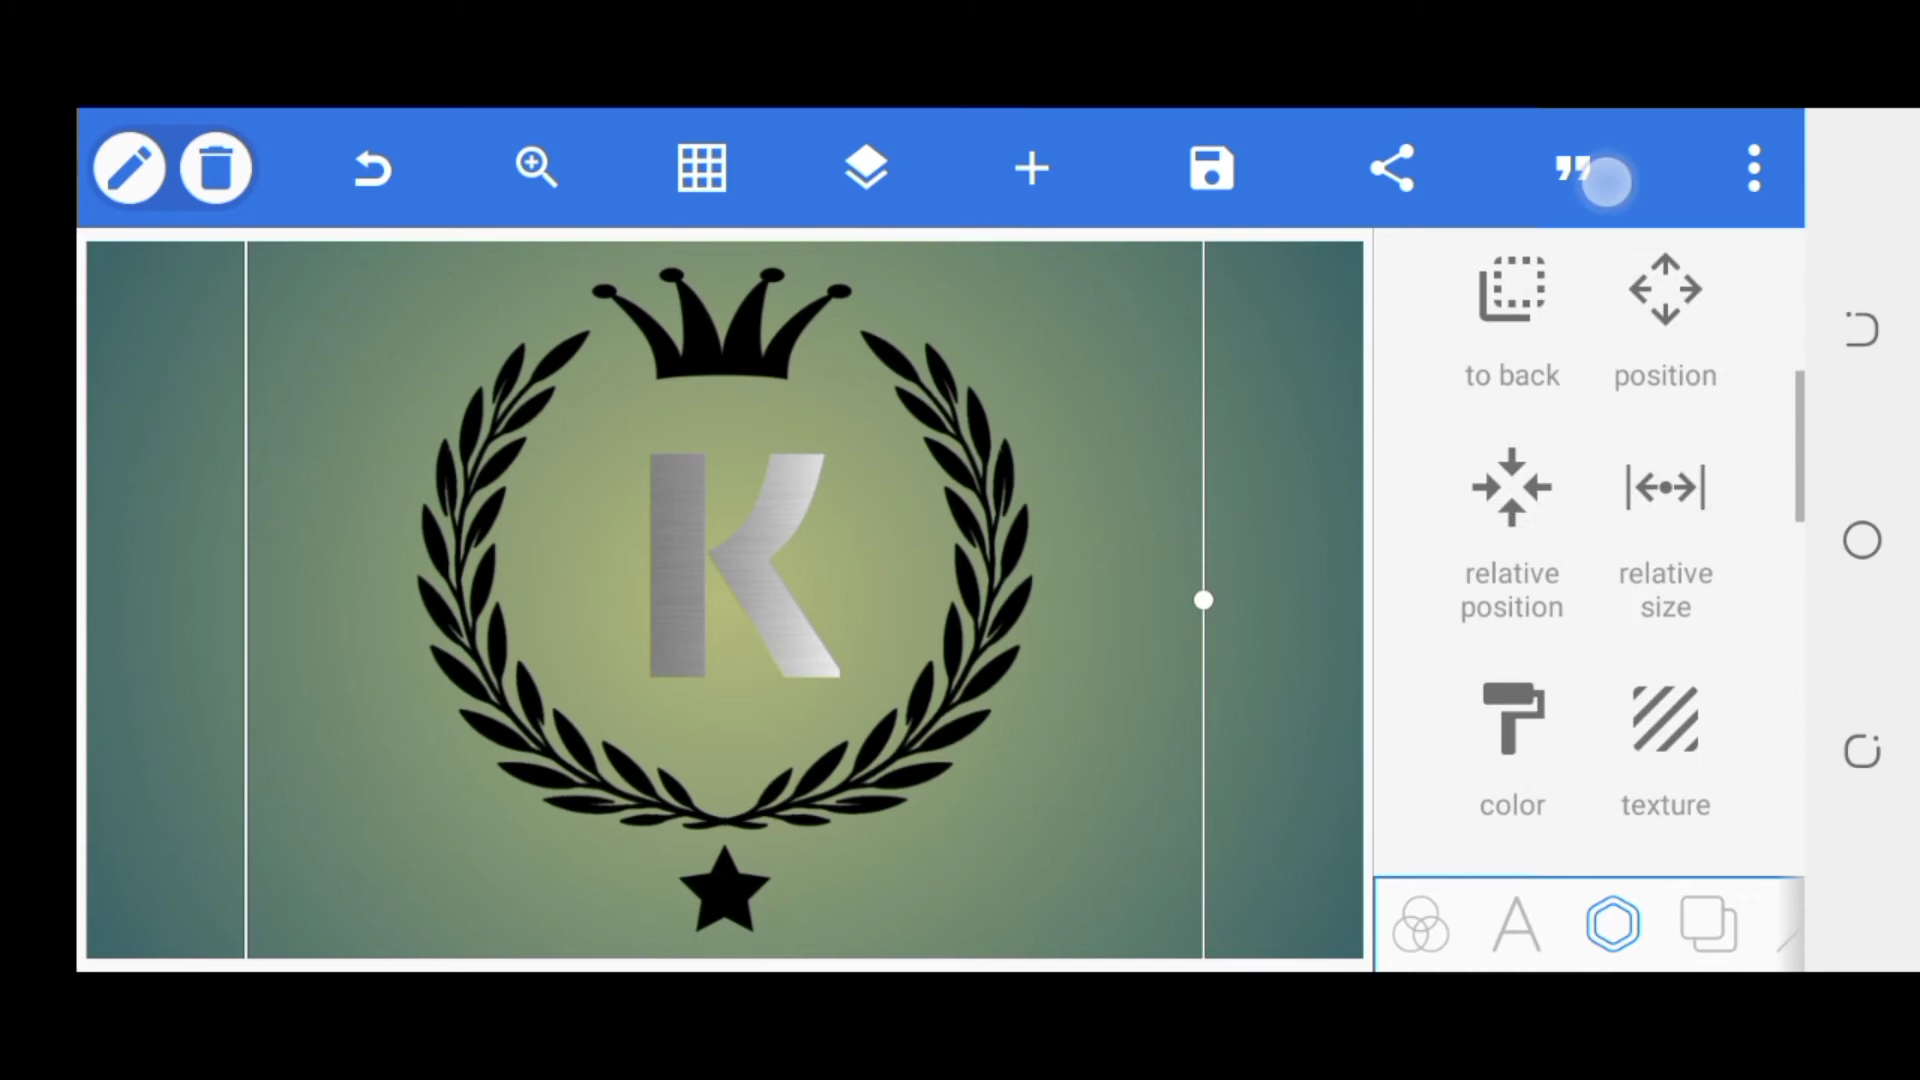 K
to back
position
relative
position
relative
size
color
texture